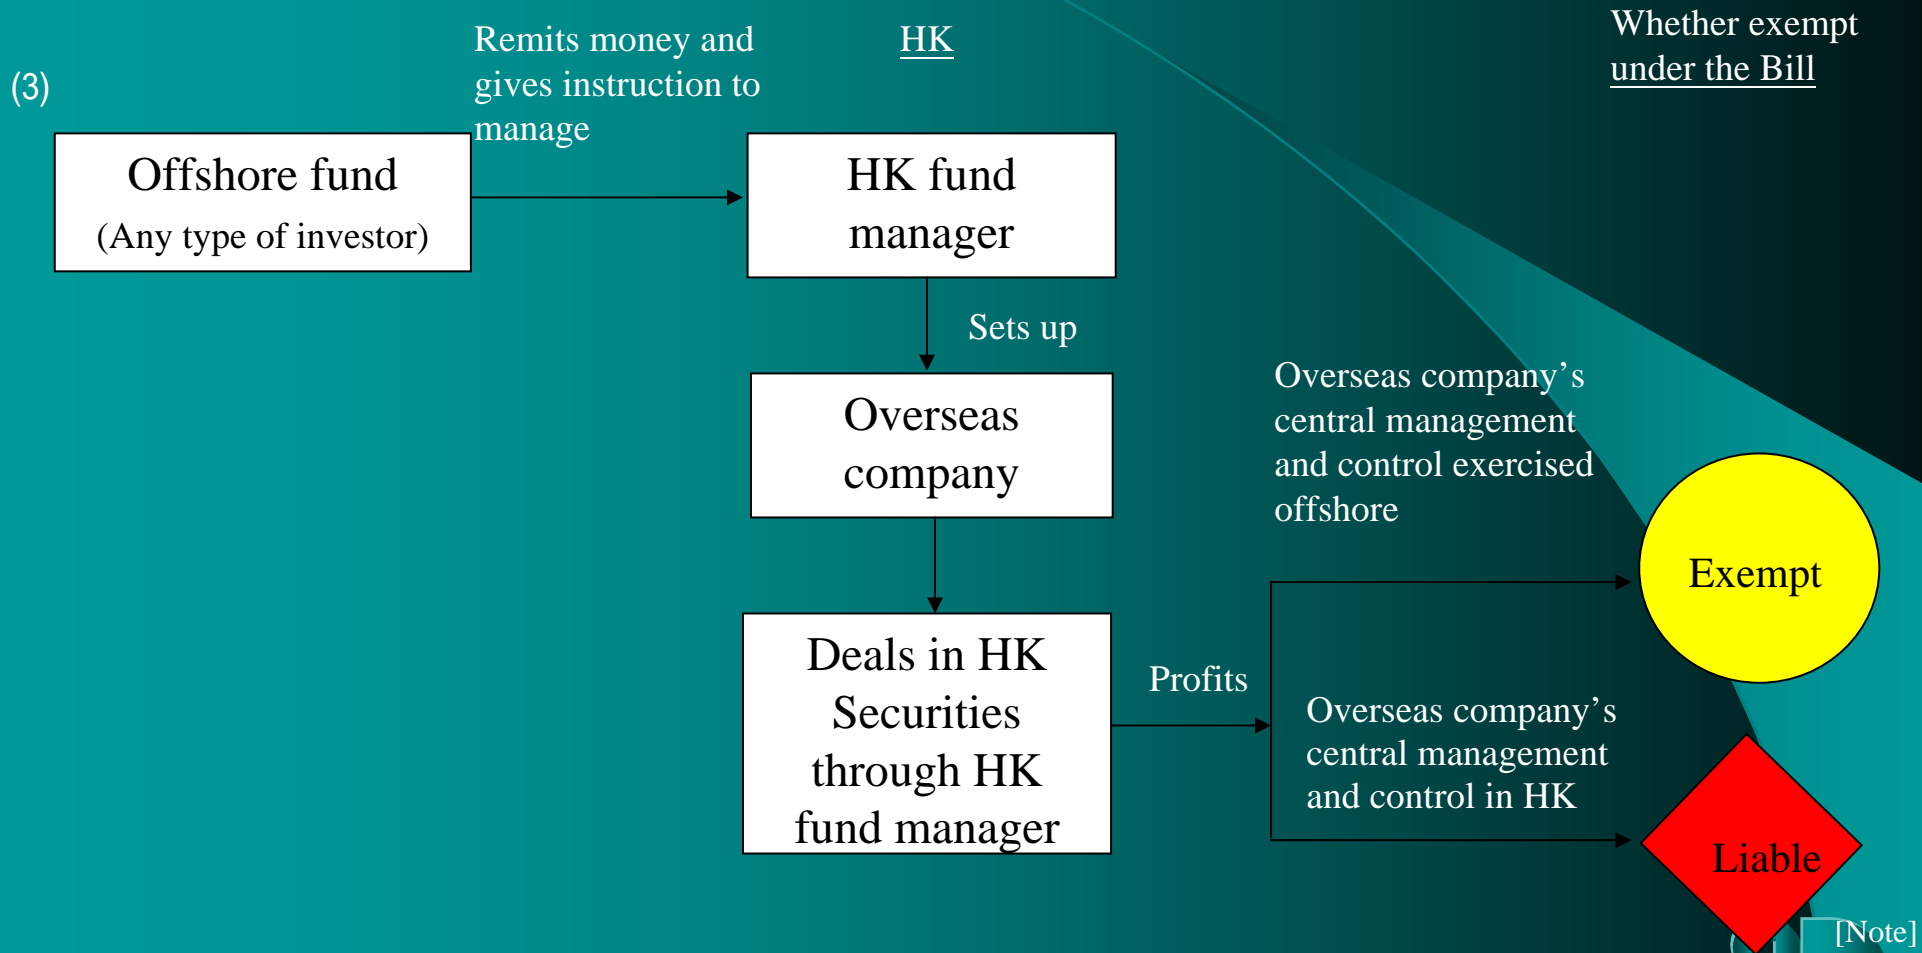 (3)
Remits money and
gives instruction to
manage
HK
Whether exempt
under the Bill
Offshore fund
(Any type of investor)
HK fund
manager
Sets up
Overseas
company
Overseas company’s
central management
and control exercised
offshore
Exempt
Deals in HK
Securities
through HK
fund manager
Profits
Overseas company’s
central management
and control in HK
Liable
[Note]